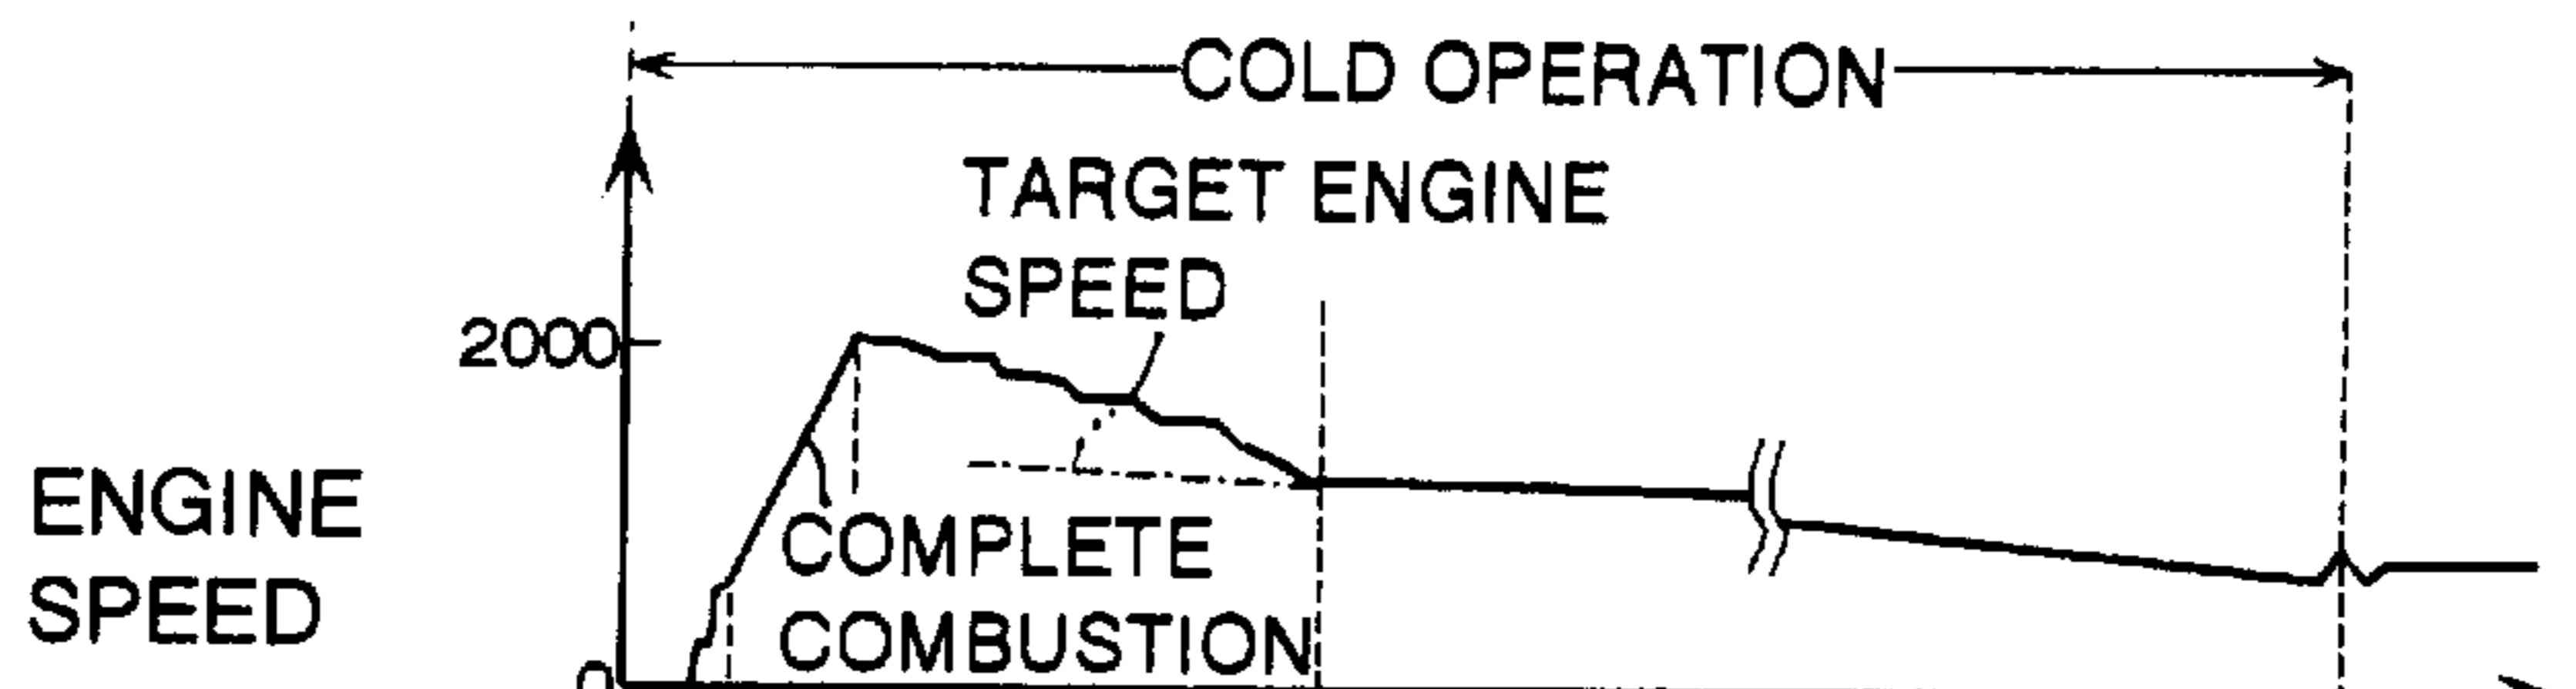 COLD OPERATION
TARGET ENGINE
SPEED
2000
ENGINE
SPEED
COMPLETE
COMBUSTION
0